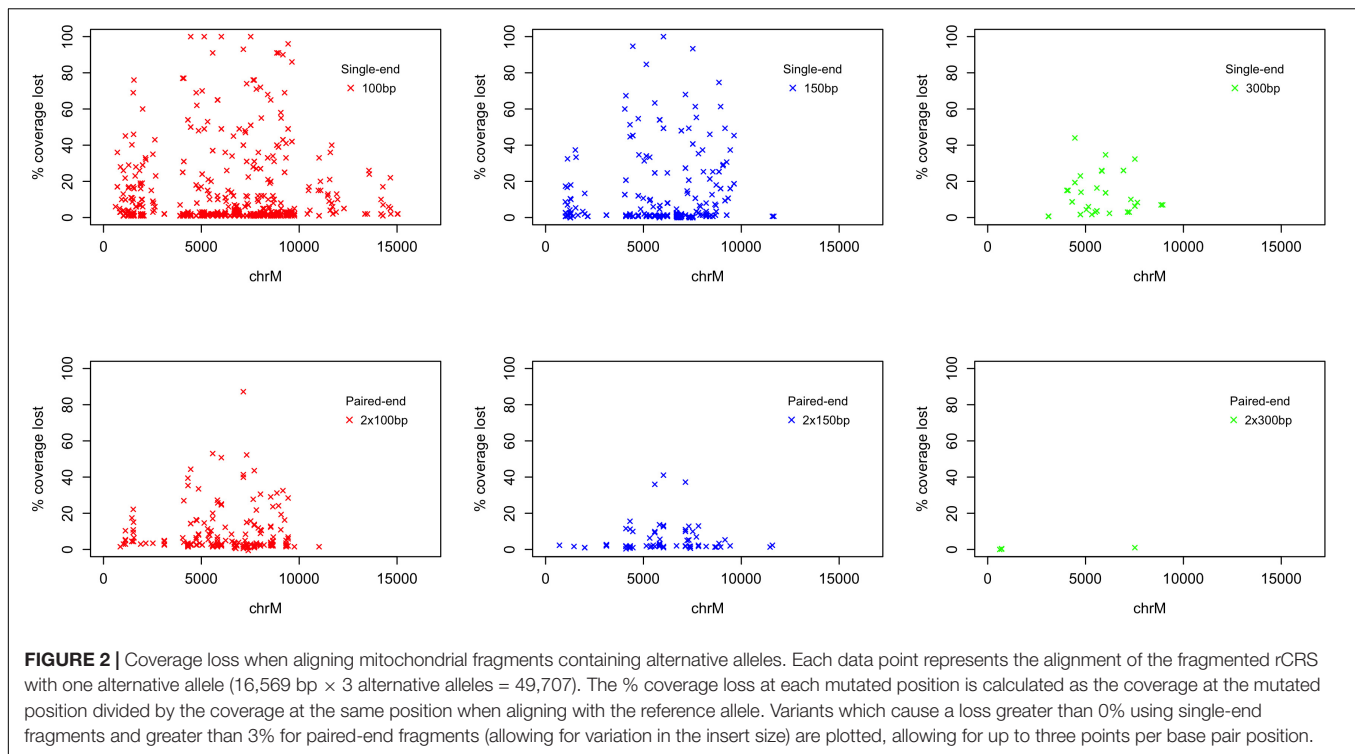 % coverage lost
0 20 40 60 80 100
0 5000 10000 15000
chrM
Single-end
× 100bp
% coverage lost
0 20 40 60 80 100
0 5000 10000 15000
chrM
Single-end
× 150bp
% coverage lost
0 20 40 60 80 100
0 5000 10000 15000
chrM
Single-end
× 300bp
% coverage lost
0 20 40 60 80 100
0 5000 10000 15000
chrM
Paired-end
× 2x100bp
% coverage lost
0 20 40 60 80 100
0 5000 10000 15000
chrM
Paired-end
× 2x150bp
% coverage lost
0 20 40 60 80 100
0 5000 10000 15000
chrM
Paired-end
× 2x300bp
FIGURE 2 | Coverage loss when aligning mitochondrial fragments containing alternative alleles. Each data point represents the alignment of the fragmented rCRS
with one alternative allele (16,569 bp × 3 alternative alleles = 49,707). The % coverage loss at each mutated position is calculated as the coverage at the mutated
position divided by the coverage at the same position when aligning with the reference allele. Variants which cause a loss greater than 0% using single-end
fragments and greater than 3% for paired-end fragments (allowing for variation in the insert size) are plotted, allowing for up to three points per base pair position.